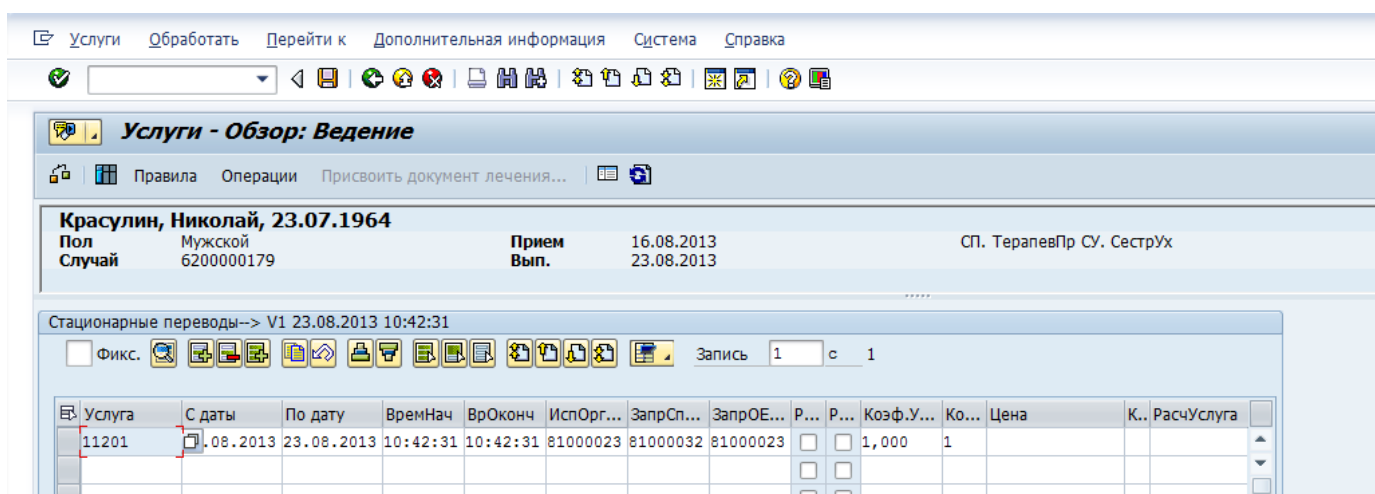 Услуги Обработать Перейти к Дополнительная информация Система Справка
Услуги - Обзор: Ведение
Правила Операции Присвоить документ лечения...
Красулин, Николай, 23.07.1964
Пол Мужской Прием 16.08.2013 СП. ТерапевПр СУ. СестрУх
Случай 6200000179 Вып. 23.08.2013
Стационарные переводы--> V1 23.08.2013 10:42:31
Фикс. Запись 1 с 1
Услуга С даты По дату ВремНач ВрОконч ИспОрг... ЗапрСп... ЗапрОЕ... Р... Р... Коэф.У... Ко... Цена К.. РасчУслуга
11201 .08.2013 23.08.2013 10:42:31 10:42:31 81000023 81000032 81000023 1,000 1